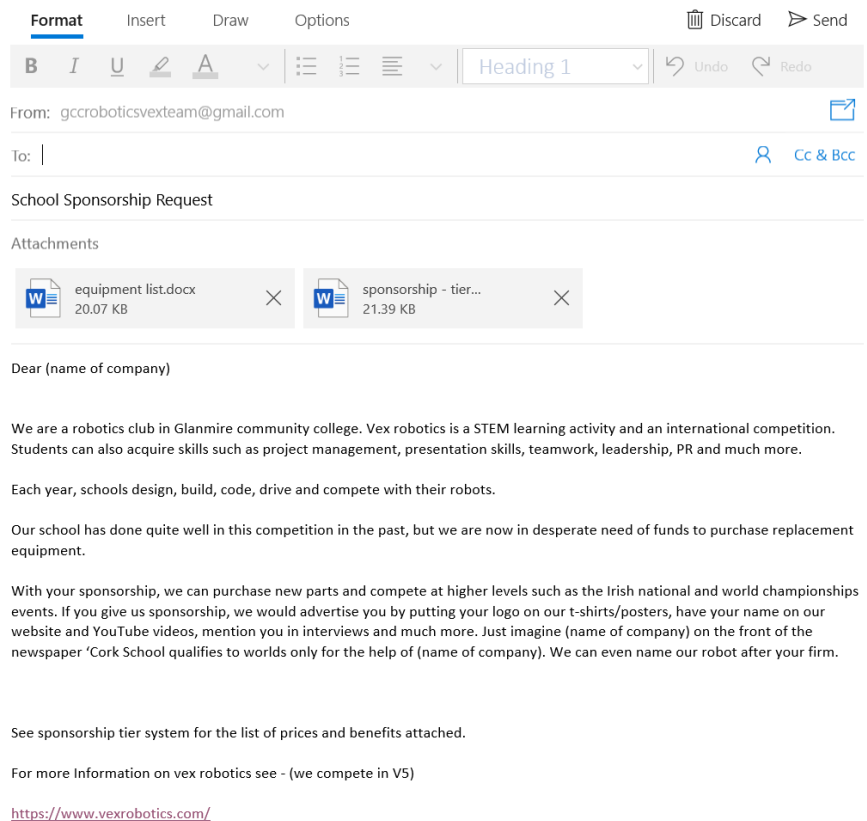 Format Insert Draw Options Discard Send
B I U A Heading 1 Undo Redo
From: gccroboticsvexteam@gmail.com
To: Cc & Bcc
School Sponsorship Request
Attachments
equipment list.docx
20.07 KB
sponsorship - tier...
21.39 KB
Dear (name of company)
We are a robotics club in Glanmire community college. Vex robotics is a STEM learning activity and an international competition.
Students can also acquire skills such as project management, presentation skills, teamwork, leadership, PR and much more.
Each year, schools design, build, code, drive and compete with their robots.
Our school has done quite well in this competition in the past, but we are now in desperate need of funds to purchase replacement
equipment.
With your sponsorship, we can purchase new parts and compete at higher levels such as the Irish national and world championships
events. If you give us sponsorship, we would advertise you by putting your logo on our t-shirts/posters, have your name on our
website and YouTube videos, mention you in interviews and much more. Just imagine (name of company) on the front of the
newspaper ‘Cork School qualifies to worlds only for the help of (name of company). We can even name our robot after your firm.
See sponsorship tier system for the list of prices and benefits attached.
For more Information on vex robotics see - (we compete in V5)
https://www.vexrobotics.com/